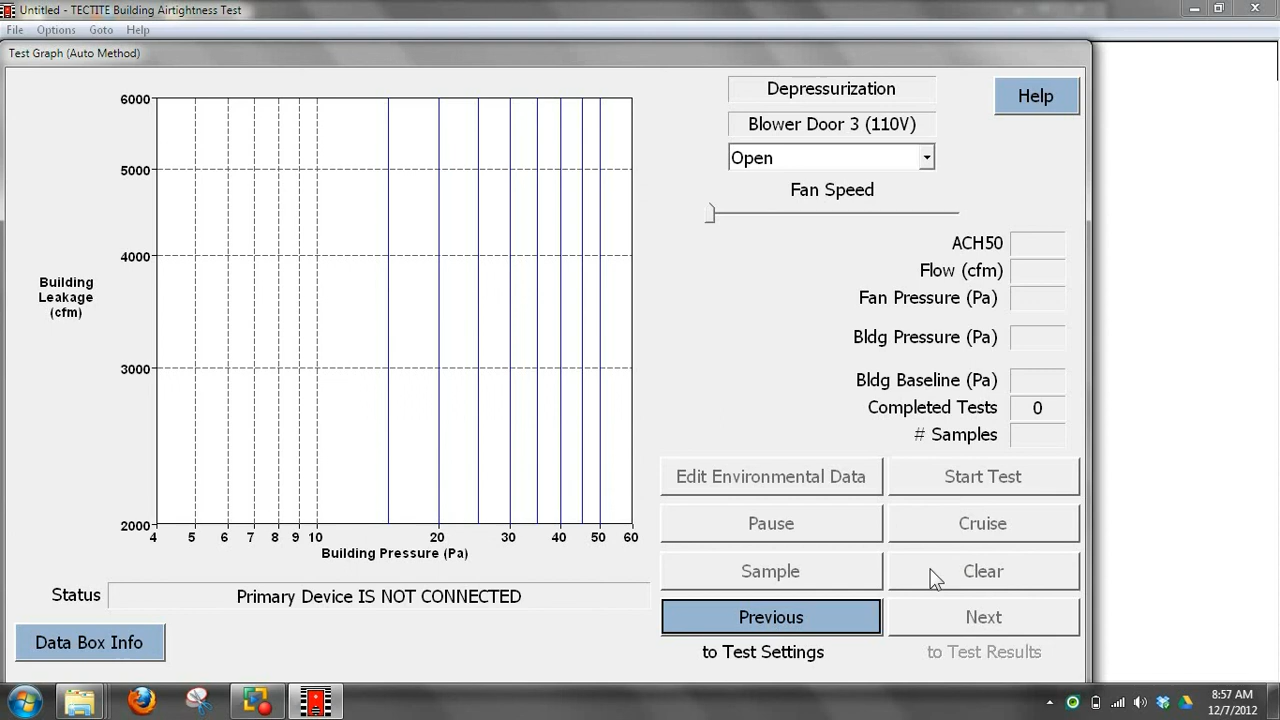 Untitled - TECTITE Building Airtightness Test
File Options Goto Help
Test Graph (Auto Method)
6000
5000
4000
3000
2000
Building
Leakage
(cfm)
4 5 6 7 8 9 10 20 30 40 50 60
Building Pressure (Pa)
Status Primary Device IS NOT CONNECTED
Data Box Info
Depressurization
Blower Door 3 (110V)
Open
Fan Speed
Help
ACH50
Flow (cfm)
Fan Pressure (Pa)
Bldg Pressure (Pa)
Bldg Baseline (Pa)
Completed Tests 0
# Samples
Edit Environmental Data Start Test
Pause Cruise
Sample Clear
Previous Next
to Test Settings to Test Results
8:57 AM
12/7/2012